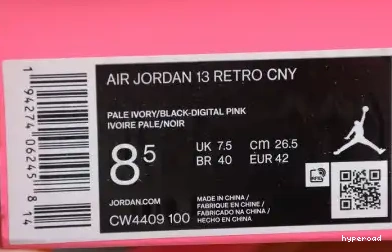 AIR JORDAN 13 RETRO CNY
PALE IVORY/BLACK-DIGITAL PINK
IVOIRE PALE/NOIR
8 5
UK 7.5 CM 26.5
BR 40 EUR 42
JORDAN.COM
CW4409 100
MADE IN CHINA /
FABRIQUE EN CHINE /
FABRICADO NA CHINA /
HECHO EN CHINA
1 94274 06245 8 14
hyperoad